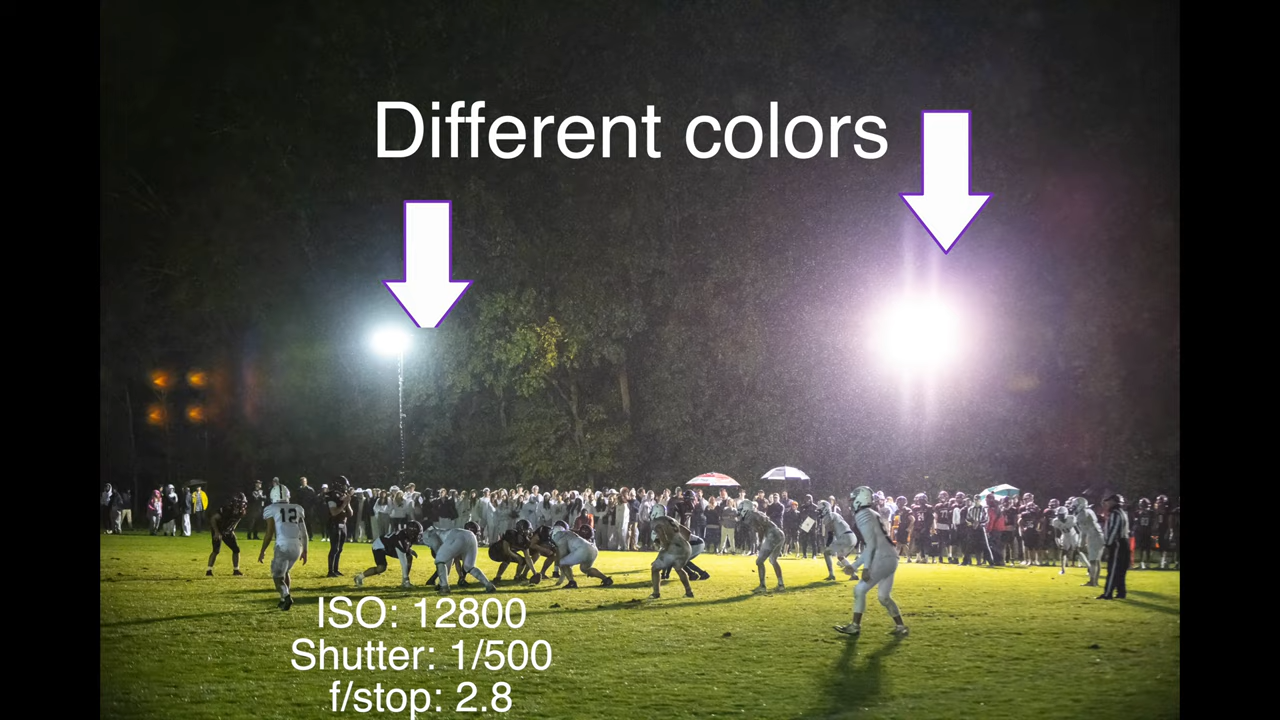 Different colors
12
ISO: 12800
Shutter: 1/500
f/stop: 2.8